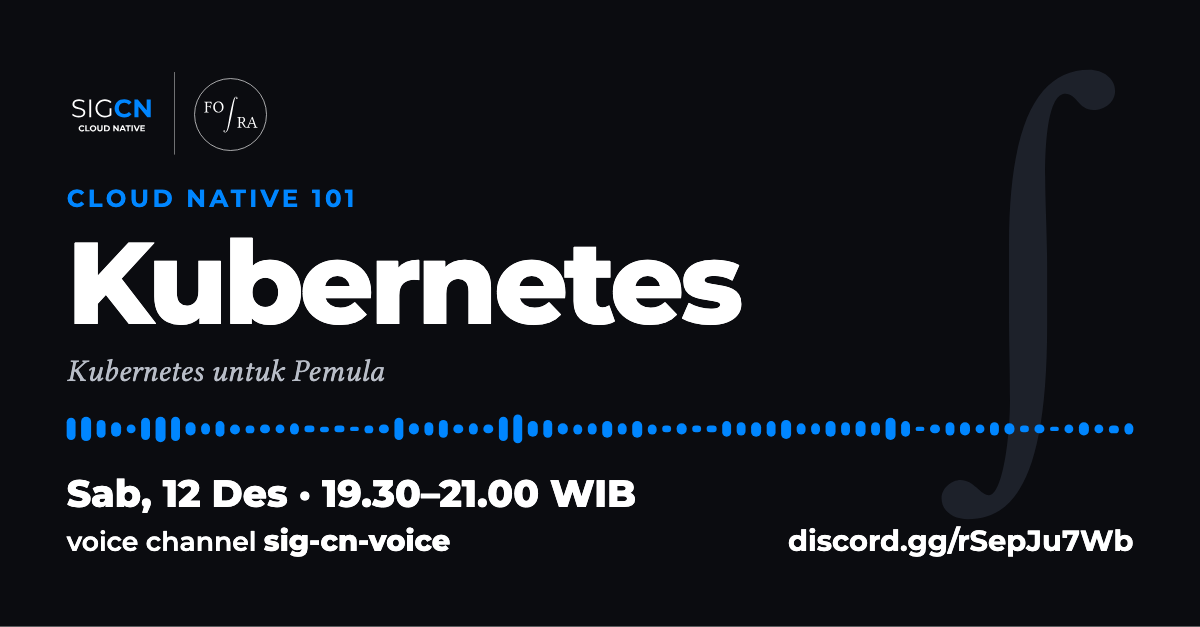 SIGCN
CLOUD NATIVE
FO∫RA
CLOUD NATIVE 101
Kubernetes
Kubernetes untuk Pemula
Sab, 12 Des • 19.30–21.00 WIB
voice channel sig-cn-voice
discord.gg/rSepJu7Wb
∫